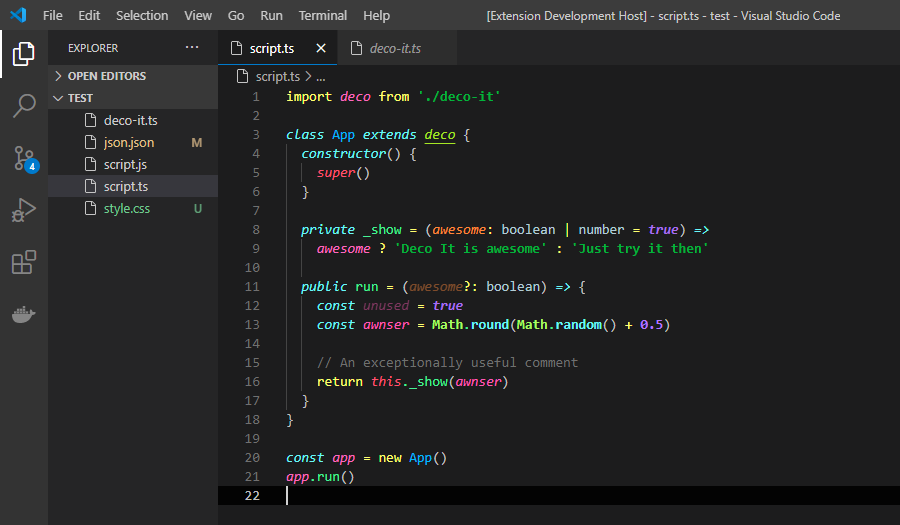 File Edit Selection View Go Run Terminal Help [Extension Development Host] - script.ts - test - Visual Studio Code
EXPLORER ...
OPEN EDITORS
TEST
deco-it.ts
json.json M
script.js
script.ts
style.css U
4
script.ts × deco-it.ts
script.ts > ...
1 import deco from './deco-it'
2
3 class App extends deco {
4 constructor() {
5 super()
6 }
7
8 private _show = (awesome: boolean | number = true) =>
9 awesome ? 'Deco It is awesome' : 'Just try it then'
10
11 public run = (awesome?: boolean) => {
12 const unused = true
13 const awnser = Math.round(Math.random() + 0.5)
14
15 // An exceptionally useful comment
16 return this._show(awnser)
17 }
18 }
19
20 const app = new App()
21 app.run()
22